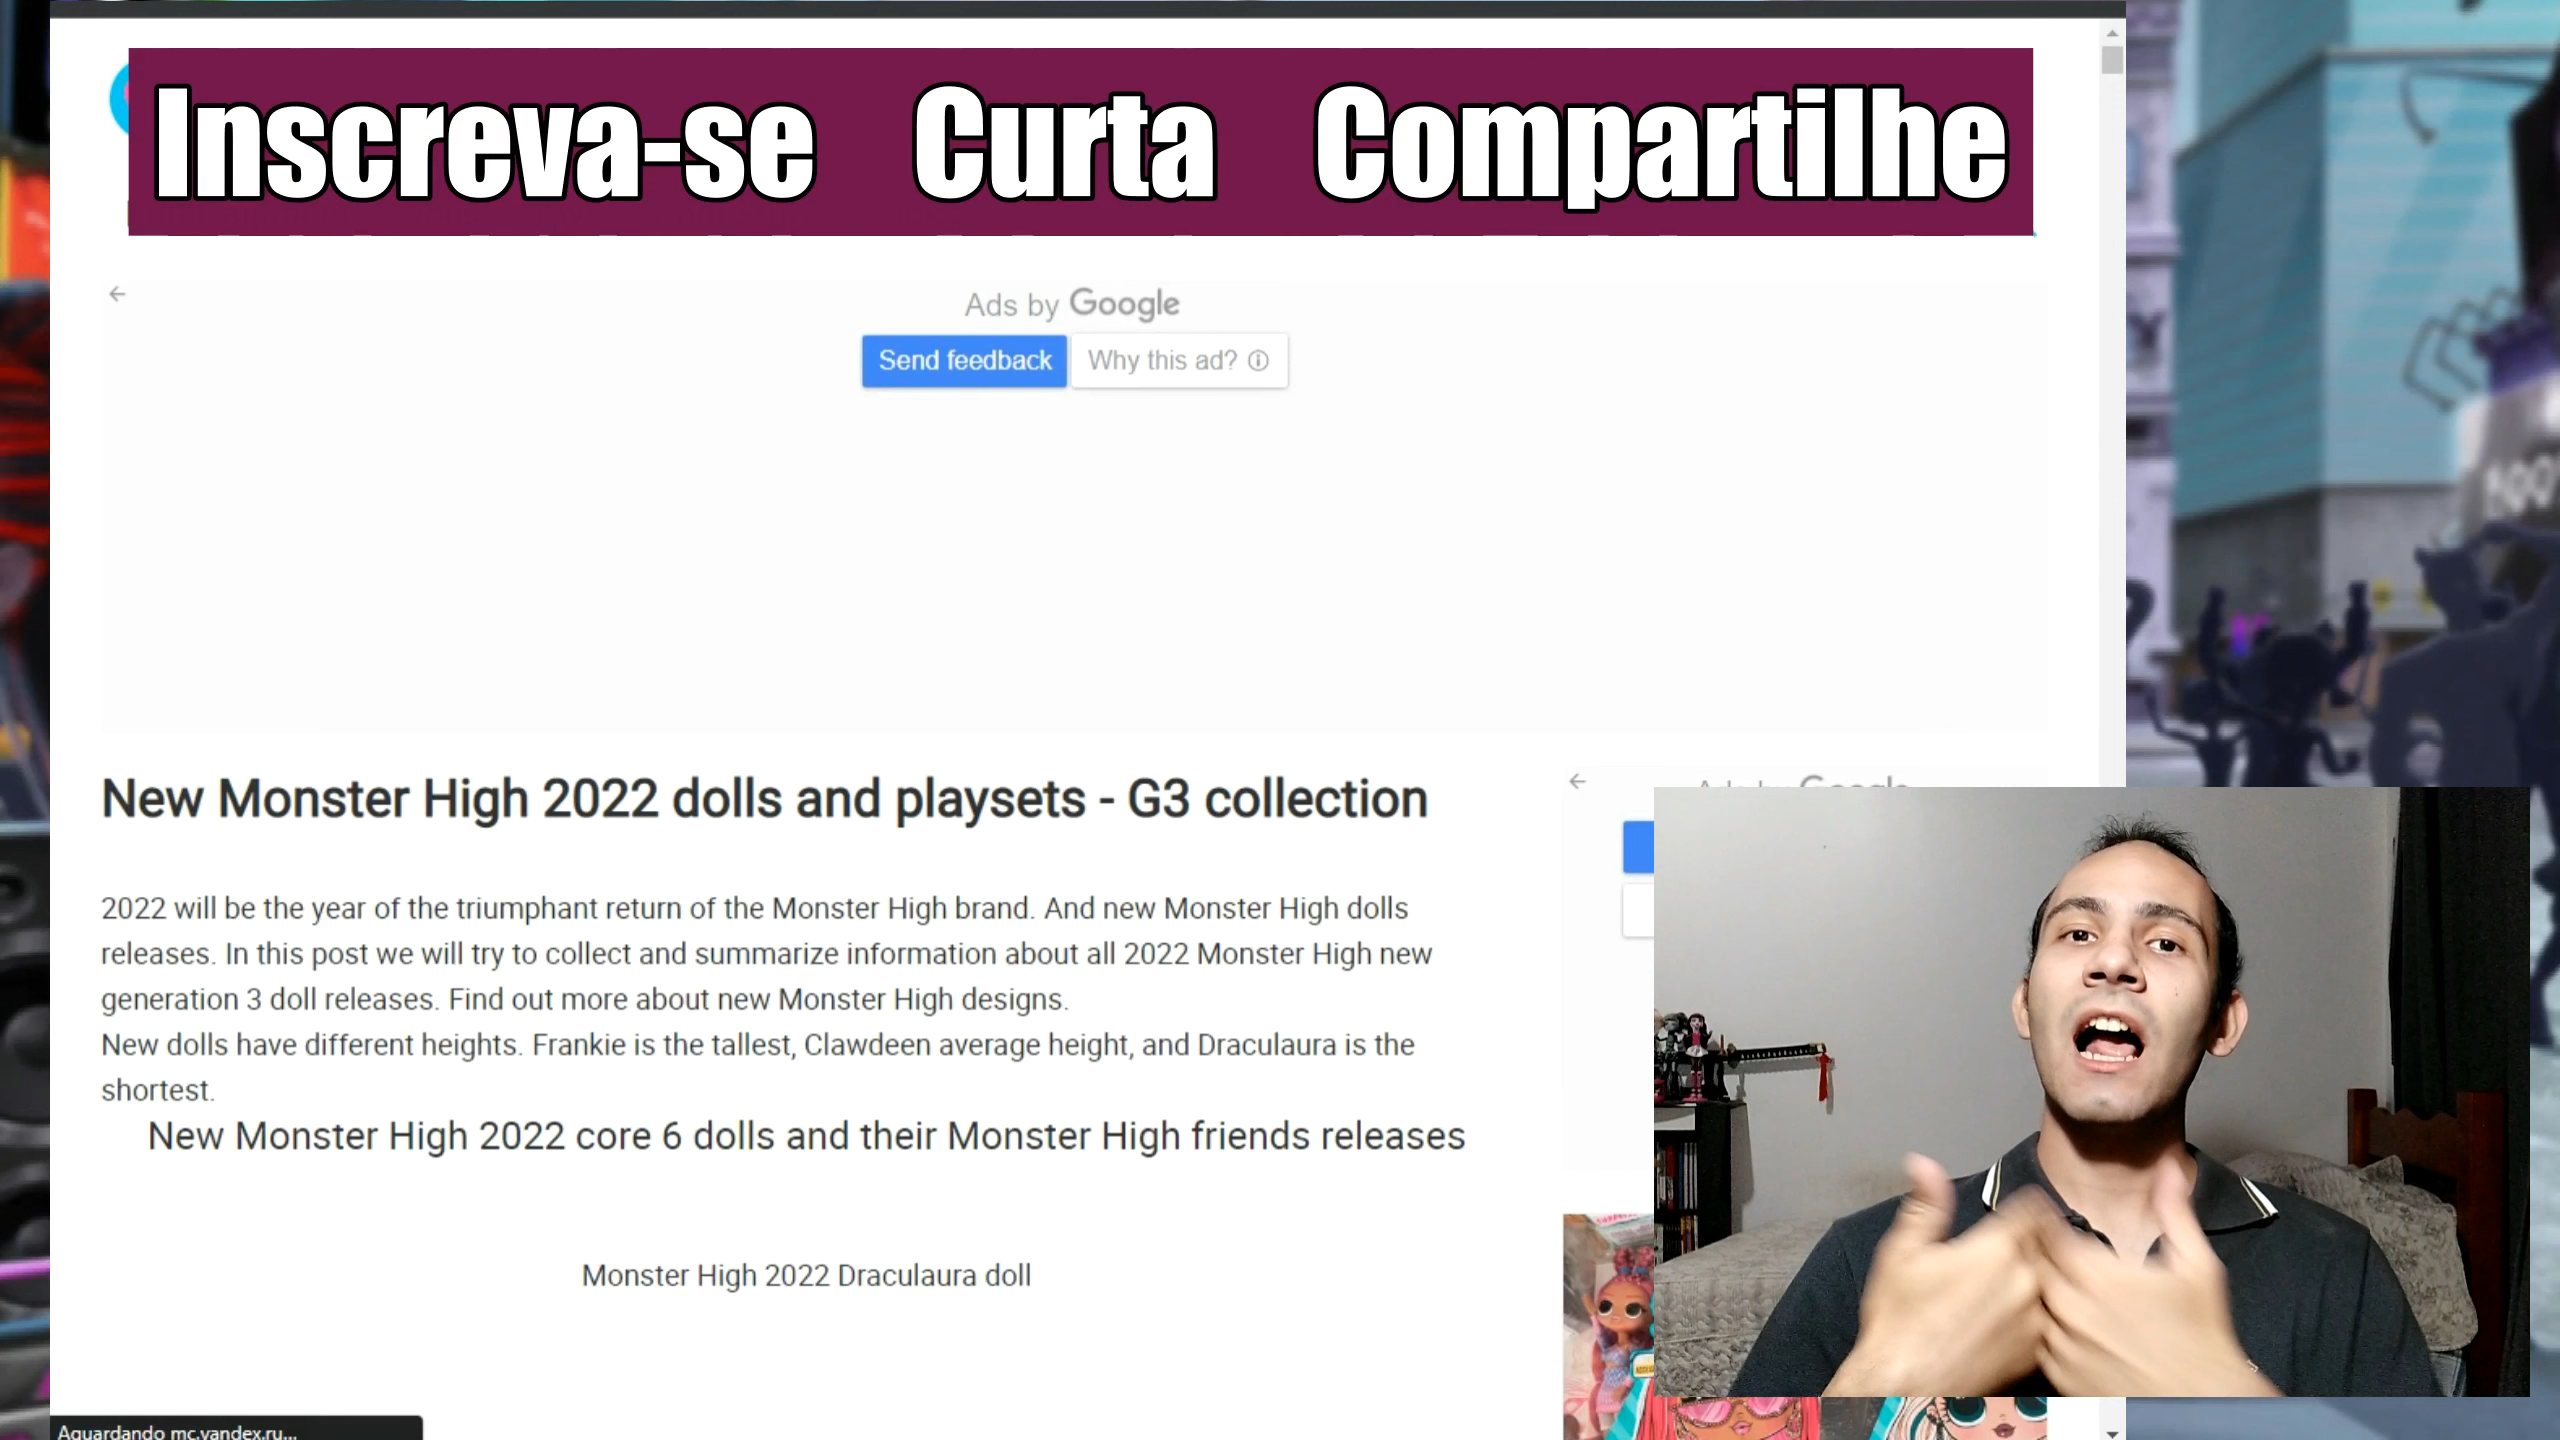 Inscreva-se Curta Compartilhe
Ads by Google
Send feedback
Why this ad?
New Monster High 2022 dolls and playsets - G3 collection
2022 will be the year of the triumphant return of the Monster High brand. And new Monster High dolls
releases. In this post we will try to collect and summarize information about all 2022 Monster High new
generation 3 doll releases. Find out more about new Monster High designs.
New dolls have different heights. Frankie is the tallest, Clawdeen average height, and Draculaura is the
shortest.
New Monster High 2022 core 6 dolls and their Monster High friends releases
Monster High 2022 Draculaura doll
Ads by Google
Aguardando mc.yandex.ru...